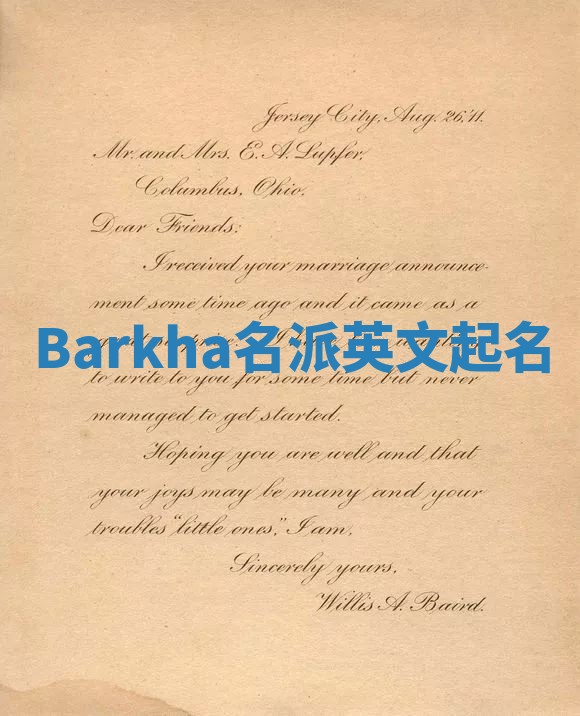 Jersey City, Aug. 26,'11.
Mr. and Mrs. E. A. Lupfer,
Columbus, Ohio.
Dear Friends:
I received your marriage announce-
ment some time ago and it came as a
Barkha名派英文起名
to write to you for some time but never
managed to get started.
Hoping you are well and that
your joys may be many and your
troubles "little ones," I am,
Sincerely yours,
Willis A. Baird.